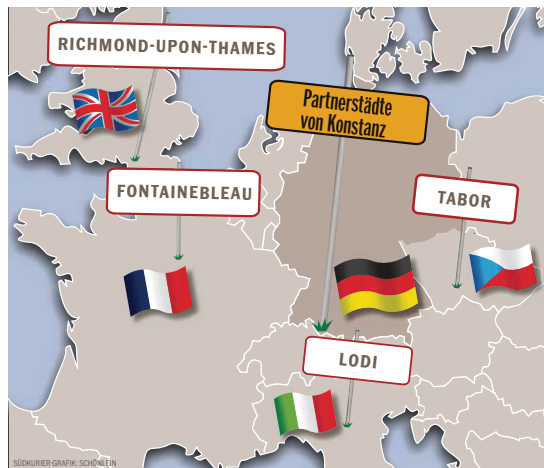 RICHMOND-UPON-THAMES
Partnerstädte
von Konstanz
FONTAINEBLEAU
TABOR
LODI
SÜDKURIER-GRAFIK: SCHÖNLEIN